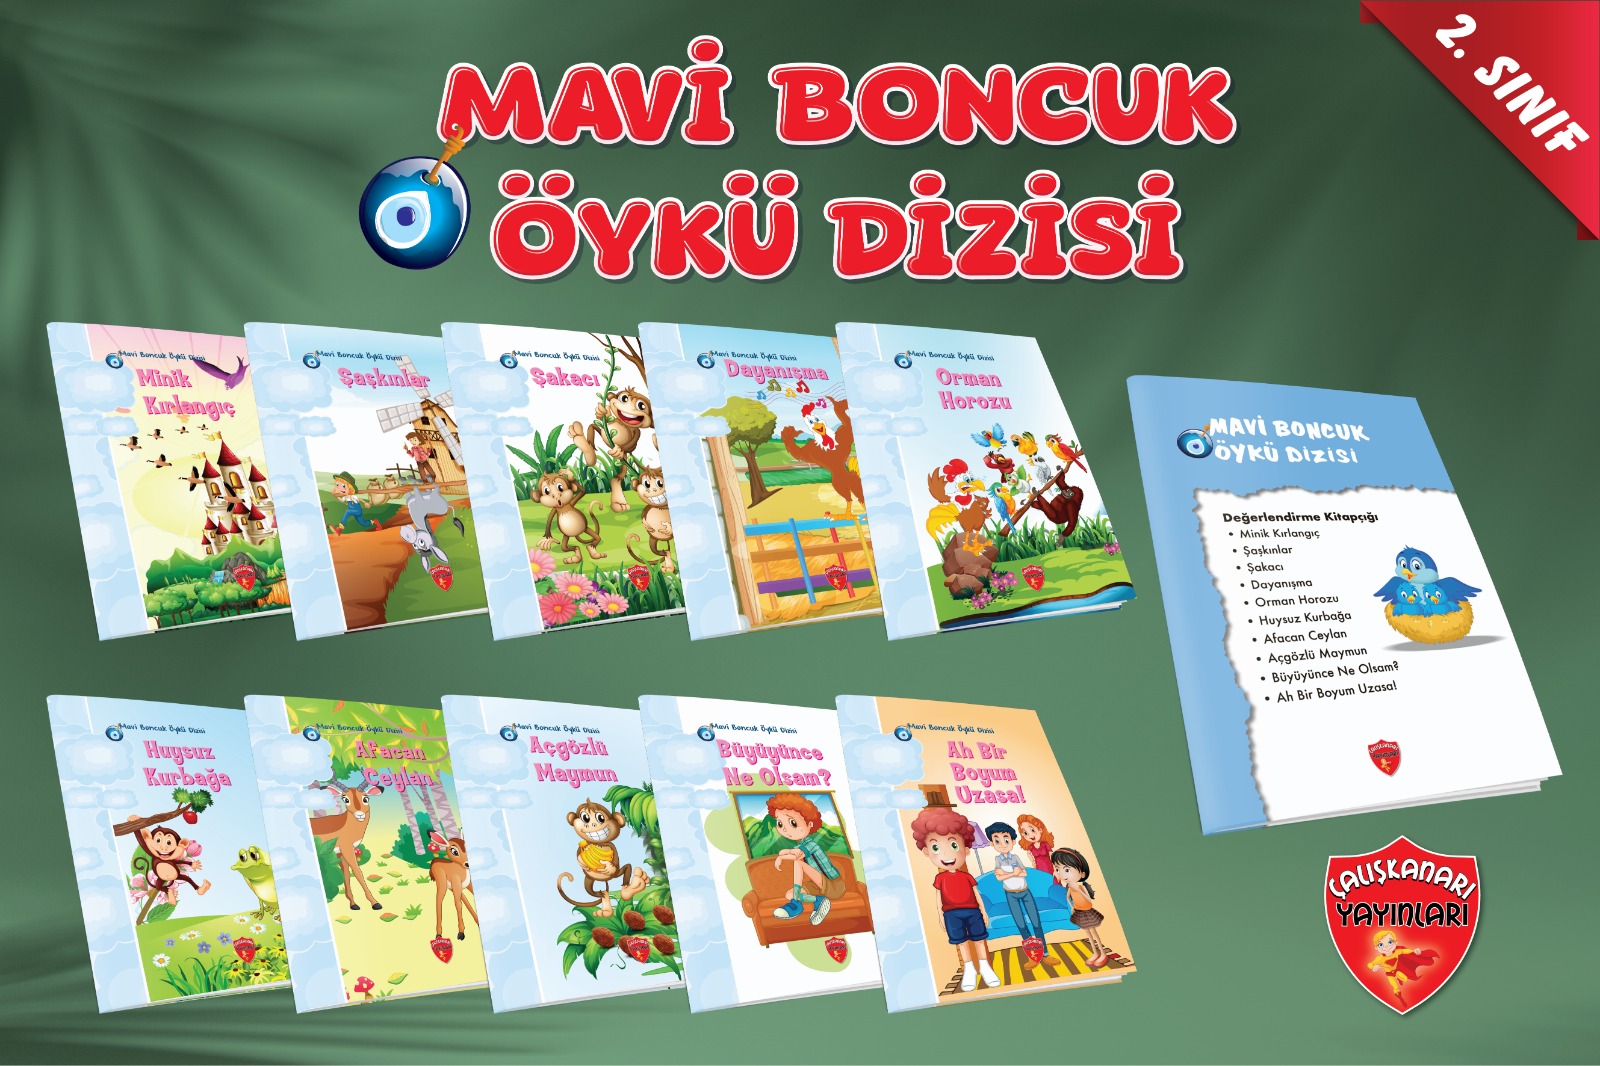 MAVİ BONCUK
ÖYKÜ DİZİSİ
2. SINIF
Mavi Boncuk Öykü Dizisi
Minik
Kırlangıç
Mavi Boncuk Öykü Dizisi
Şaşkınlar
Mavi Boncuk Öykü Dizisi
Şakacı
Mavi Boncuk Öykü Dizisi
Dayanışma
Mavi Boncuk Öykü Dizisi
Orman
Horozu
Mavi Boncuk Öykü Dizisi
Huysuz
Kurbağa
Mavi Boncuk Öykü Dizisi
Afacan
Ceylan
Mavi Boncuk Öykü Dizisi
Açgözlü
Maymun
Mavi Boncuk Öykü Dizisi
Büyüyünce
Ne Olsam?
Mavi Boncuk Öykü Dizisi
Ah Bir
Boyum
Uzasa!
MAVİ BONCUK
ÖYKÜ DİZİSİ
Değerlendirme Kitapçığı
• Minik Kırlangıç
• Şaşkınlar
• Şakacı
• Dayanışma
• Orman Horozu
• Huysuz Kurbağa
• Afacan Ceylan
• Açgözlü Maymun
• Büyüyünce Ne Olsam?
• Ah Bir Boyum Uzasa!
ÇALIŞKANARI
YAYINLARI